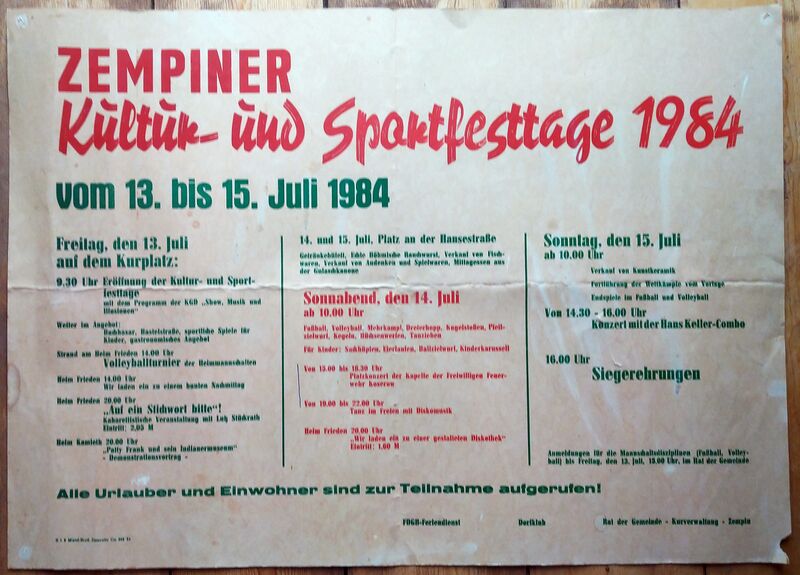 ZEMPINER
Kultur- und Sportfesttage 1984
vom 13. bis 15. Juli 1984
Freitag, den 13. Juli
auf dem Kurplatz:
9.30 Uhr Eröffnung der Kultur- und Sport-
festtage
mit dem Programm der KGD „Show, Musik und
Illusionen"
Weiter im Angebot:
Buchbasar, Bastelstraße, sportliche Spiele für
Kinder, gastronomisches Angebot
Strand am Heim Frieden 14.00 Uhr
Volleyballturnier der Heimmannschaften
Heim Frieden 14.00 Uhr
Wir laden ein zu einem bunten Nachmittag
Heim Frieden 20.00 Uhr
„Auf ein Stichwort bitte"!
Kabarettistische Veranstaltung mit Lutz Stückrath
Eintritt: 2,05 M
Heim Kamieth 20.00 Uhr
"Patty Frank und sein Indianermuseum"
- Demonstrationsvortrag -
14. und 15. Juli, Platz an der Hansestraße
Getränkebüfett, Echte Böhmische Bauwurst, Verkauf von Fisch-
waren, Verkauf von Andenken und Spielwaren, Mittagessen aus
der Gulaschkanone
Sonnabend, den 14. Juli
ab 10.00 Uhr
Fußball, Volleyball, Mehrkampf, Dreierhopp, Kugelstoßen, Pfeil-
zielwurf, Kegeln, Büchsenwerfen, Tauziehen
Für Kinder: Sackhüpfen, Eierlaufen, Ballzielwurf, Kinderkarussell
Von 15.00 bis 16.30 Uhr
Platzkonzert der Kapelle der Freiwilligen Feuer-
wehr Koserow
Von 19.00 bis 22.00 Uhr
Tanz im Freien mit Diskomusik
Heim Frieden 20.00 Uhr
„Wir laden ein zu einer gestalteten Diskothek"
Eintritt: 1,60 M
Sonntag, den 15. Juli
ab 10.00 Uhr
Verkauf von Kunstkeramik
Fortführung der Wettkämpfe vom Vortage
Endspiele im Fußball und Volleyball
Von 14.30 - 16.00 Uhr
Konzert mit der Hans Keller-Combo
16.00 Uhr
Siegerehrungen
Anmeldungen für die Mannschaftsdisziplinen (Fußball, Volley-
ball) bis Freitag, den 13. Juli, 15.00 Uhr, im Rat der Gemeinde
Alle Urlauber und Einwohner sind zur Teilnahme aufgerufen!
FDGB-Feriendienst Dorfklub Rat der Gemeinde - Kurverwaltung - Zempin